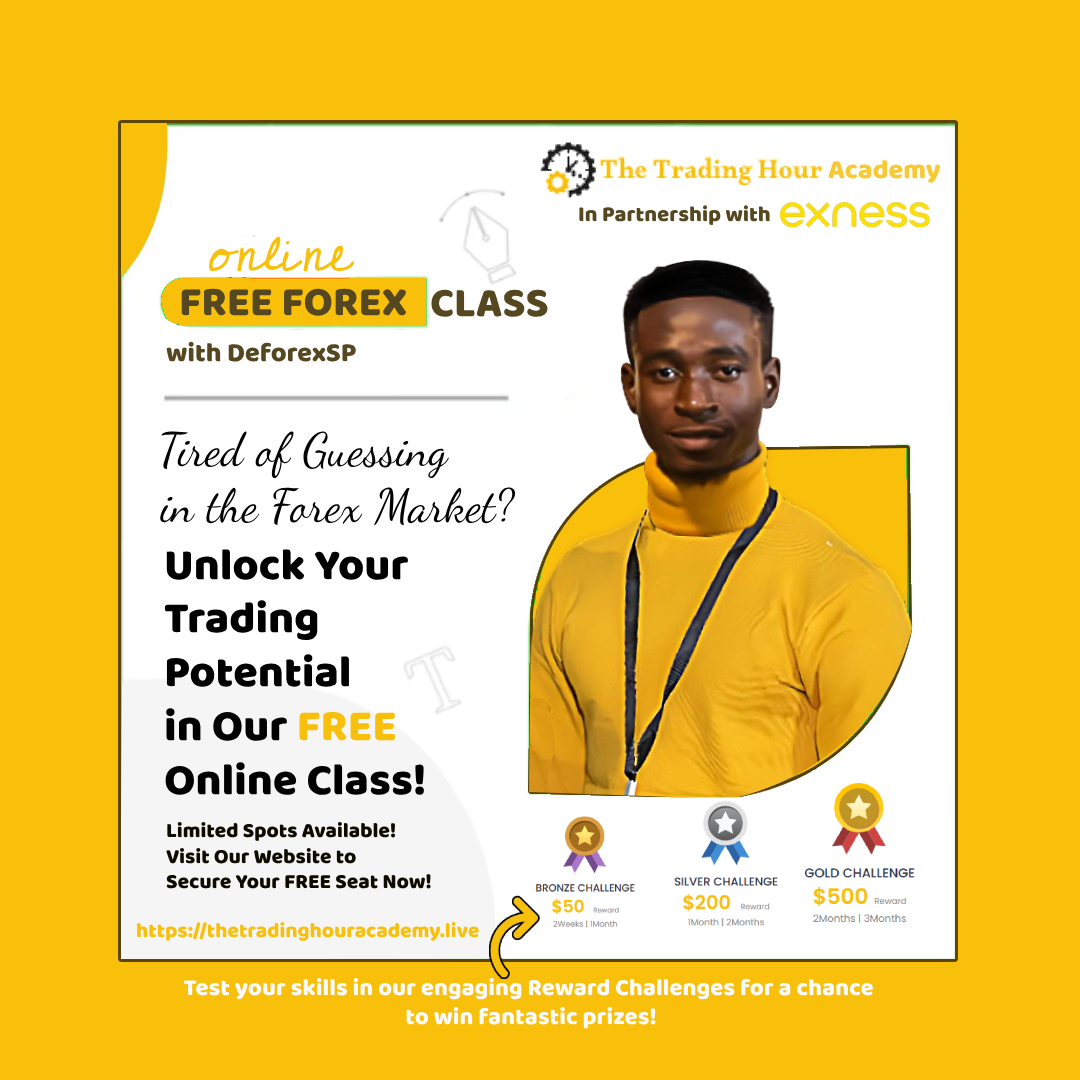 The Trading Hour Academy
In Partnership with exness
online
FREE FOREX CLASS
with DeforexSP
Tired of Guessing
in the Forex Market?
Unlock Your
Trading
Potential
in Our FREE
Online Class!
Limited Spots Available!
Visit Our Website to
Secure Your FREE Seat Now!
https://thetradinghouracademy.live
T
BRONZE CHALLENGE
$50 Reward
2Weeks | 1Month
SILVER CHALLENGE
$200 Reward
1Month | 2Months
GOLD CHALLENGE
$500 Reward
2Months | 3Months
Test your skills in our engaging Reward Challenges for a chance
to win fantastic prizes!